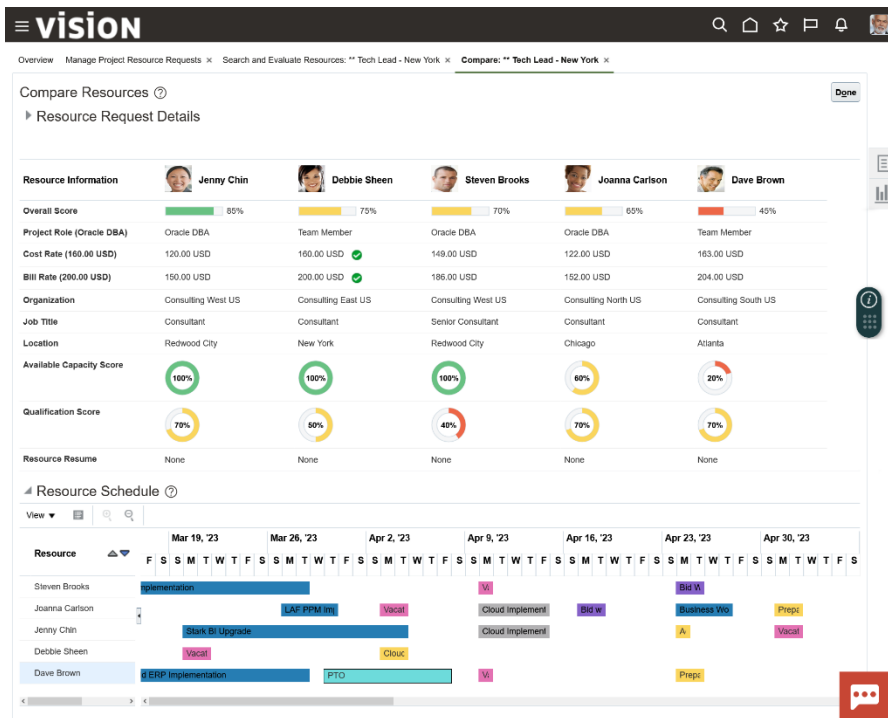 vision
Overview Manage Project Resource Requests × Search and Evaluate Resources: ** Tech Lead - New York × Compare: ** Tech Lead - New York ×
Compare Resources ? Done
Resource Request Details
Resource Information Jenny Chin Debbie Sheen Steven Brooks Joanna Carlson Dave Brown
Overall Score 85% 75% 70% 65% 45%
Project Role (Oracle DBA) Oracle DBA Team Member Oracle DBA Oracle DBA Team Member
Cost Rate (160.00 USD) 120.00 USD 160.00 USD 149.00 USD 122.00 USD 163.00 USD
Bill Rate (200.00 USD) 150.00 USD 200.00 USD 186.00 USD 152.00 USD 204.00 USD
Organization Consulting West US Consulting East US Consulting West US Consulting North US Consulting South US
Job Title Consultant Consultant Senior Consultant Consultant Consultant
Location Redwood City New York Redwood City Chicago Atlanta
Available Capacity Score 100% 100% 100% 60% 20%
Qualification Score 70% 50% 40% 70% 70%
Resource Resume None None None None None
Resource Schedule ?
View
Mar 19, '23 Mar 26, '23 Apr 2, '23 Apr 9, '23 Apr 16, '23 Apr 23, '23 Apr 30, '23
Resource F S S M T W T F S S M T W T F S S M T W T F S S M T W T F S S M T W T F S S M T W T F S S M T W T F S
Steven Brooks mplementation Vi Bid W
Joanna Carlson LAF PPM Imp Vacat Cloud Implement Bid w Business Wo Prepa
Jenny Chin Stark BI Upgrade Cloud Implement A Vacat
Debbie Sheen Vacat Clouc
Dave Brown d ERP Implementation PTO Vi Prepa